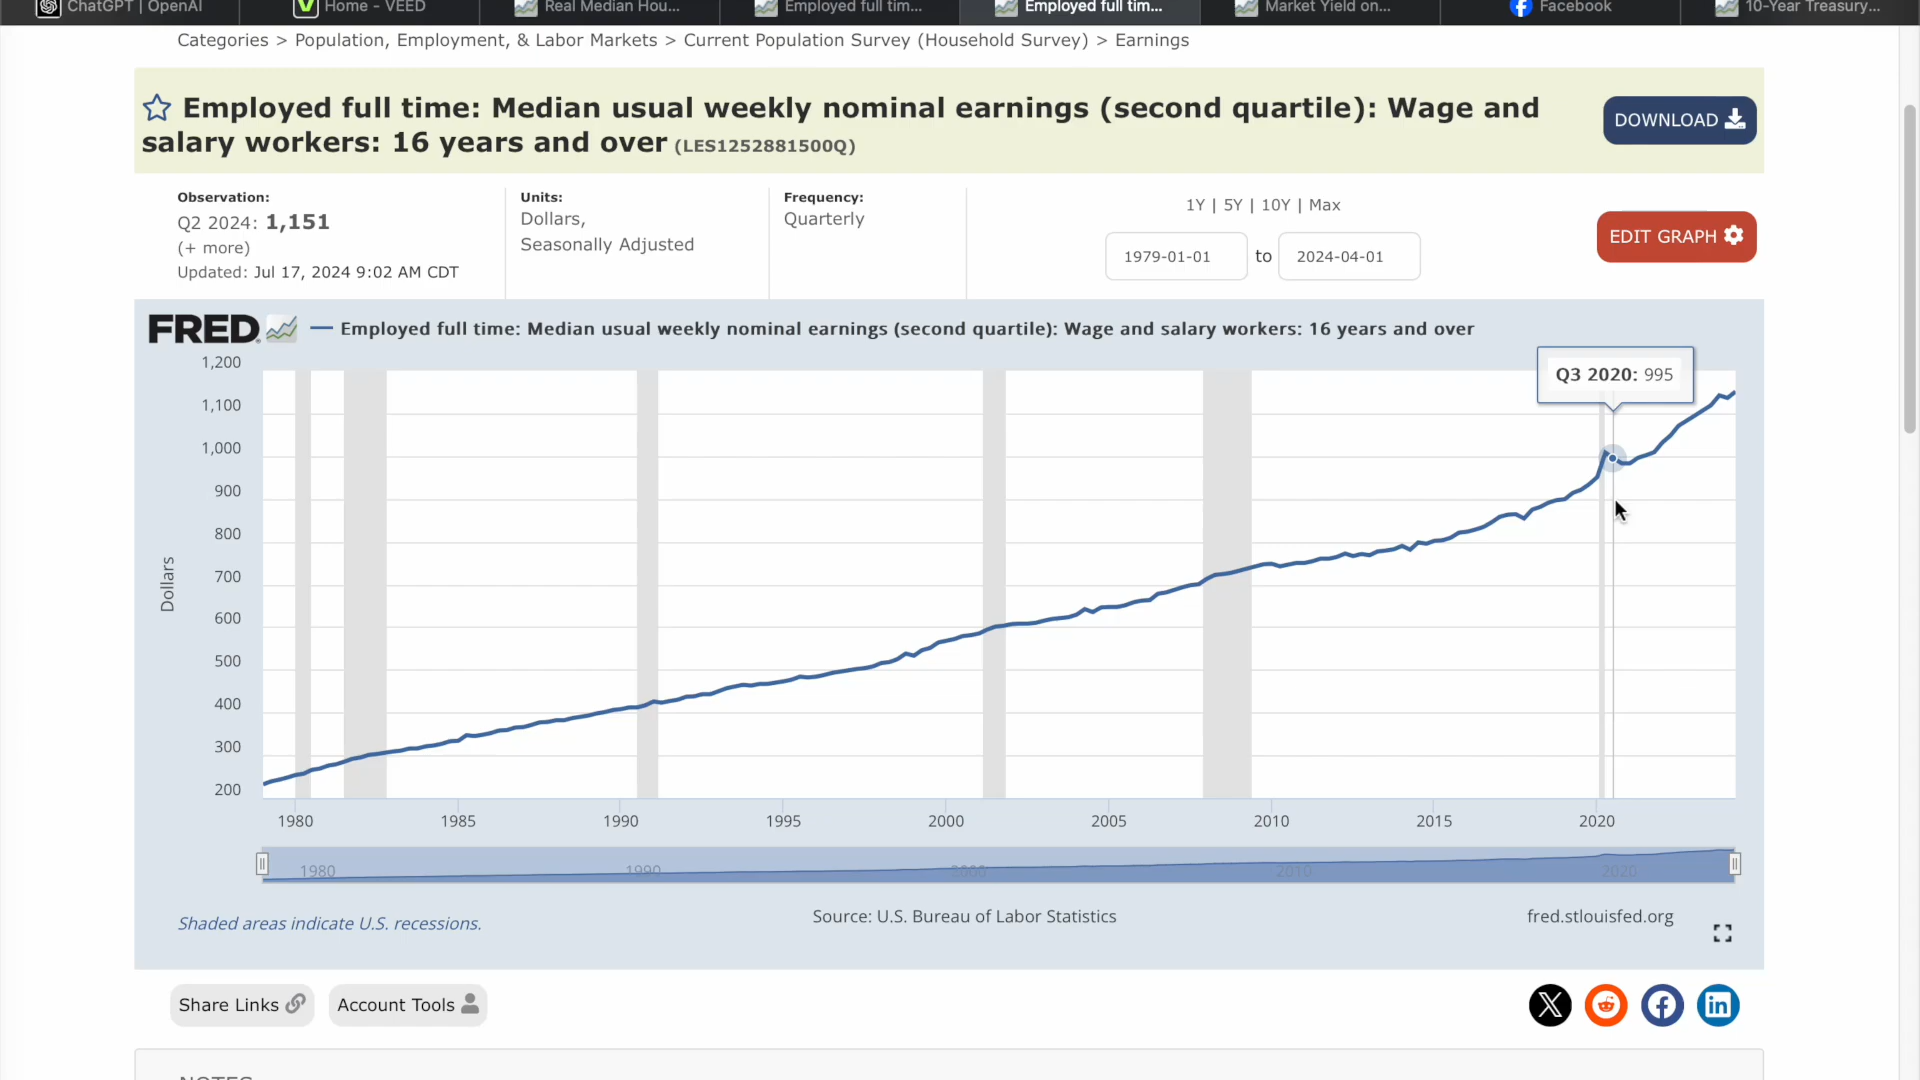 ChatGPT | OpenAI
Home – VEED
Real Median Hou...
Employed full tim...
Employed full tim...
Market Yield on...
Facebook
10-Year Treasury...
Categories > Population, Employment, & Labor Markets > Current Population Survey (Household Survey) > Earnings
Employed full time: Median usual weekly nominal earnings (second quartile): Wage and
salary workers: 16 years and over (LES1252881500Q)
DOWNLOAD
Observation:
Q2 2024: 1,151
(+ more)
Updated: Jul 17, 2024 9:02 AM CDT
Units:
Dollars,
Seasonally Adjusted
Frequency:
Quarterly
1Y | 5Y | 10Y | Max
1979-01-01 to 2024-04-01
EDIT GRAPH
FRED
Employed full time: Median usual weekly nominal earnings (second quartile): Wage and salary workers: 16 years and over
Q3 2020: 995
1,200
1,100
1,000
900
800
700
600
500
400
300
200
Dollars
1980 1985 1990 1995 2000 2005 2010 2015 2020
1980 1990 2000 2010 2020
Shaded areas indicate U.S. recessions.
Source: U.S. Bureau of Labor Statistics
fred.stlouisfed.org
Share Links
Account Tools
NOTES